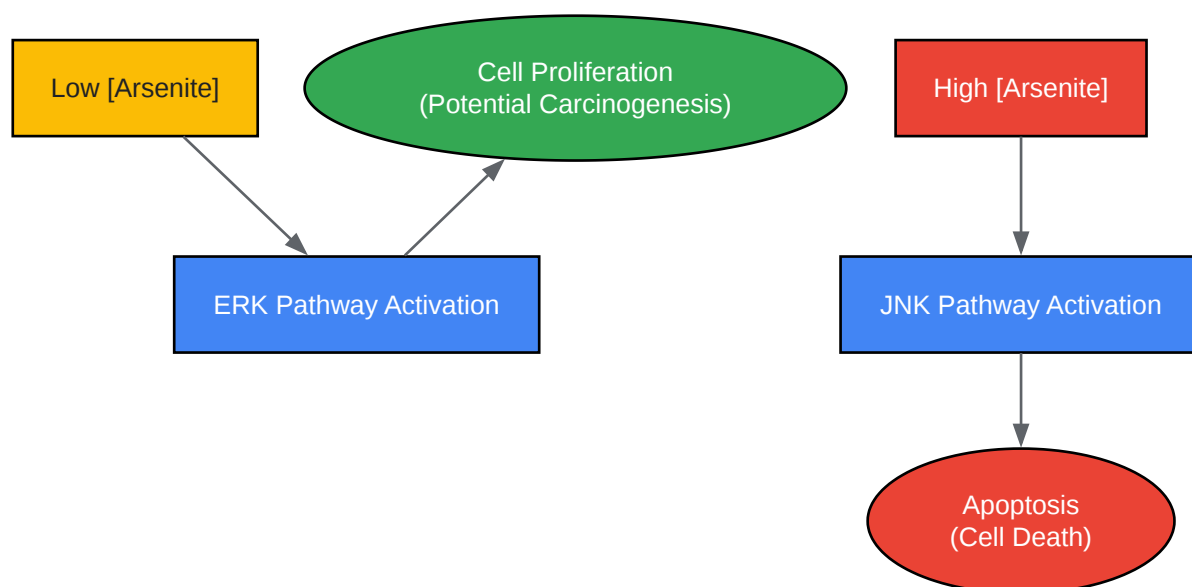 Low [Arsenite]
Cell Proliferation
(Potential Carcinogenesis)
High [Arsenite]
ERK Pathway Activation
JNK Pathway Activation
Apoptosis
(Cell Death)